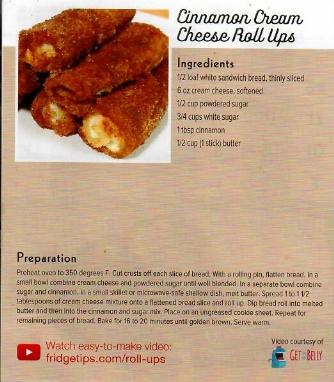 Cinnamon Cream
Cheese Roll Ups
Ingredients
1/2 loaf white sandwich bread, thinly sliced
6 oz cream cheese, softened
1/2 cup powdered sugar
3/4 cups white sugar
1 tbsp cinnamon
1/2 cup (1 stick) butter
Preparation
Preheat oven to 350 degrees F. Cut crusts off each slice of bread. With a rolling pin, flatten bread. In a
small bowl combine cream cheese and powdered sugar until well blended. In a separate bowl combine
sugar and cinnamon. In a small skillet or microwave-safe shallow dish, melt butter. Spread 1 to 1 1/2
tablespoons of cream cheese mixture onto a flattened bread slice and roll up. Dip bread roll into melted
butter and then into the cinnamon and sugar mix. Place on an ungreased cookie sheet. Repeat for
remaining pieces of bread. Bake for 16 to 20 minutes until golden brown. Serve warm.
Watch easy-to-make video:
fridgetips.com/roll-ups
Video courtesy of
GET IN BELLY